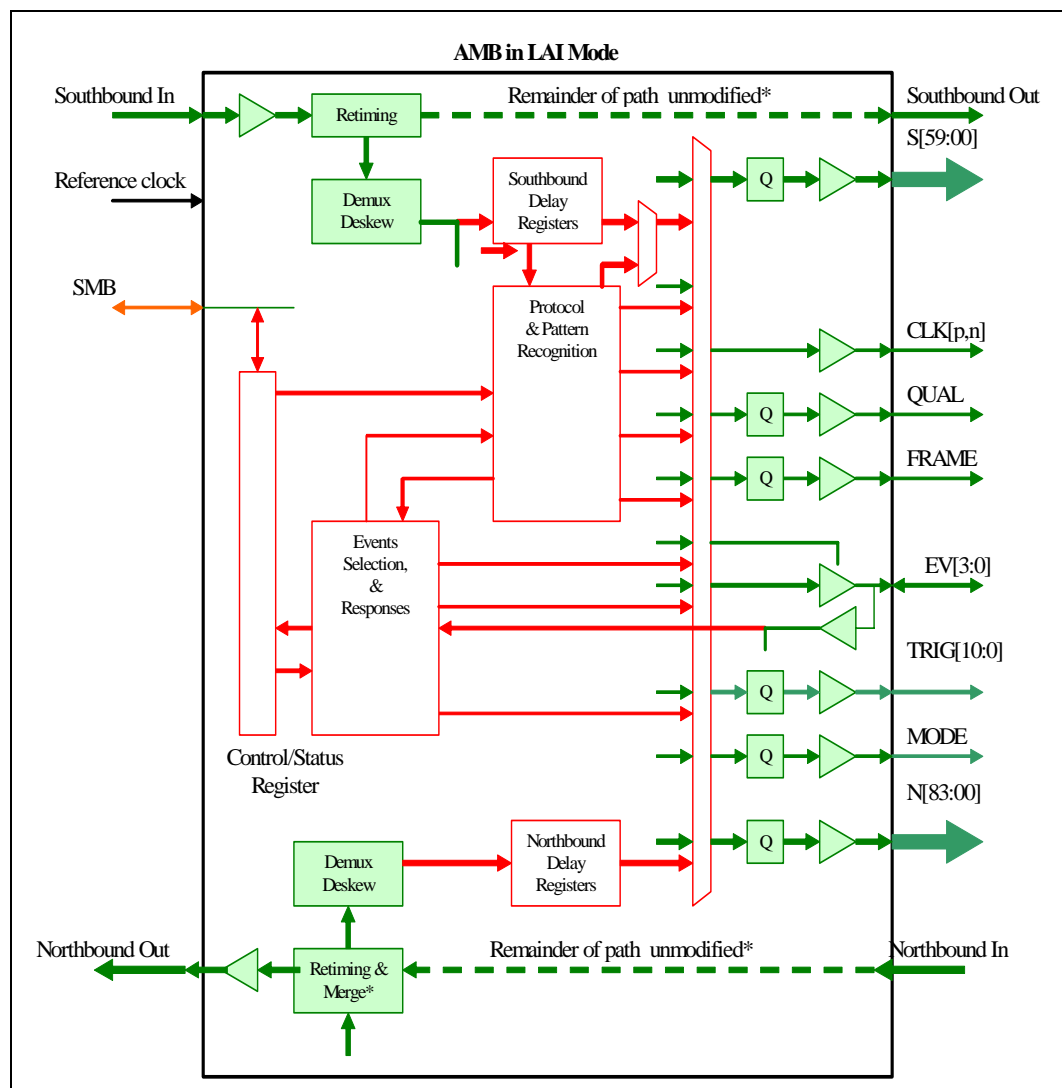 AMB in LAI Mode
Southbound In
Retiming
Remainder of path unmodified*
Southbound Out
S[59:00]
Reference clock
Demux
Deskew
Southbound
Delay
Registers
Q
SMB
Protocol
& Pattern
Recognition
CLK[p,n]
QUAL
Q
FRAME
Q
Events
Selection,
&
Responses
EV[3:0]
TRIG[10:0]
Q
MODE
Q
Control/Status
Register
N[83:00]
Q
Demux
Deskew
Northbound
Delay
Registers
Northbound Out
Retiming &
Merge*
Remainder of path unmodified*
Northbound In